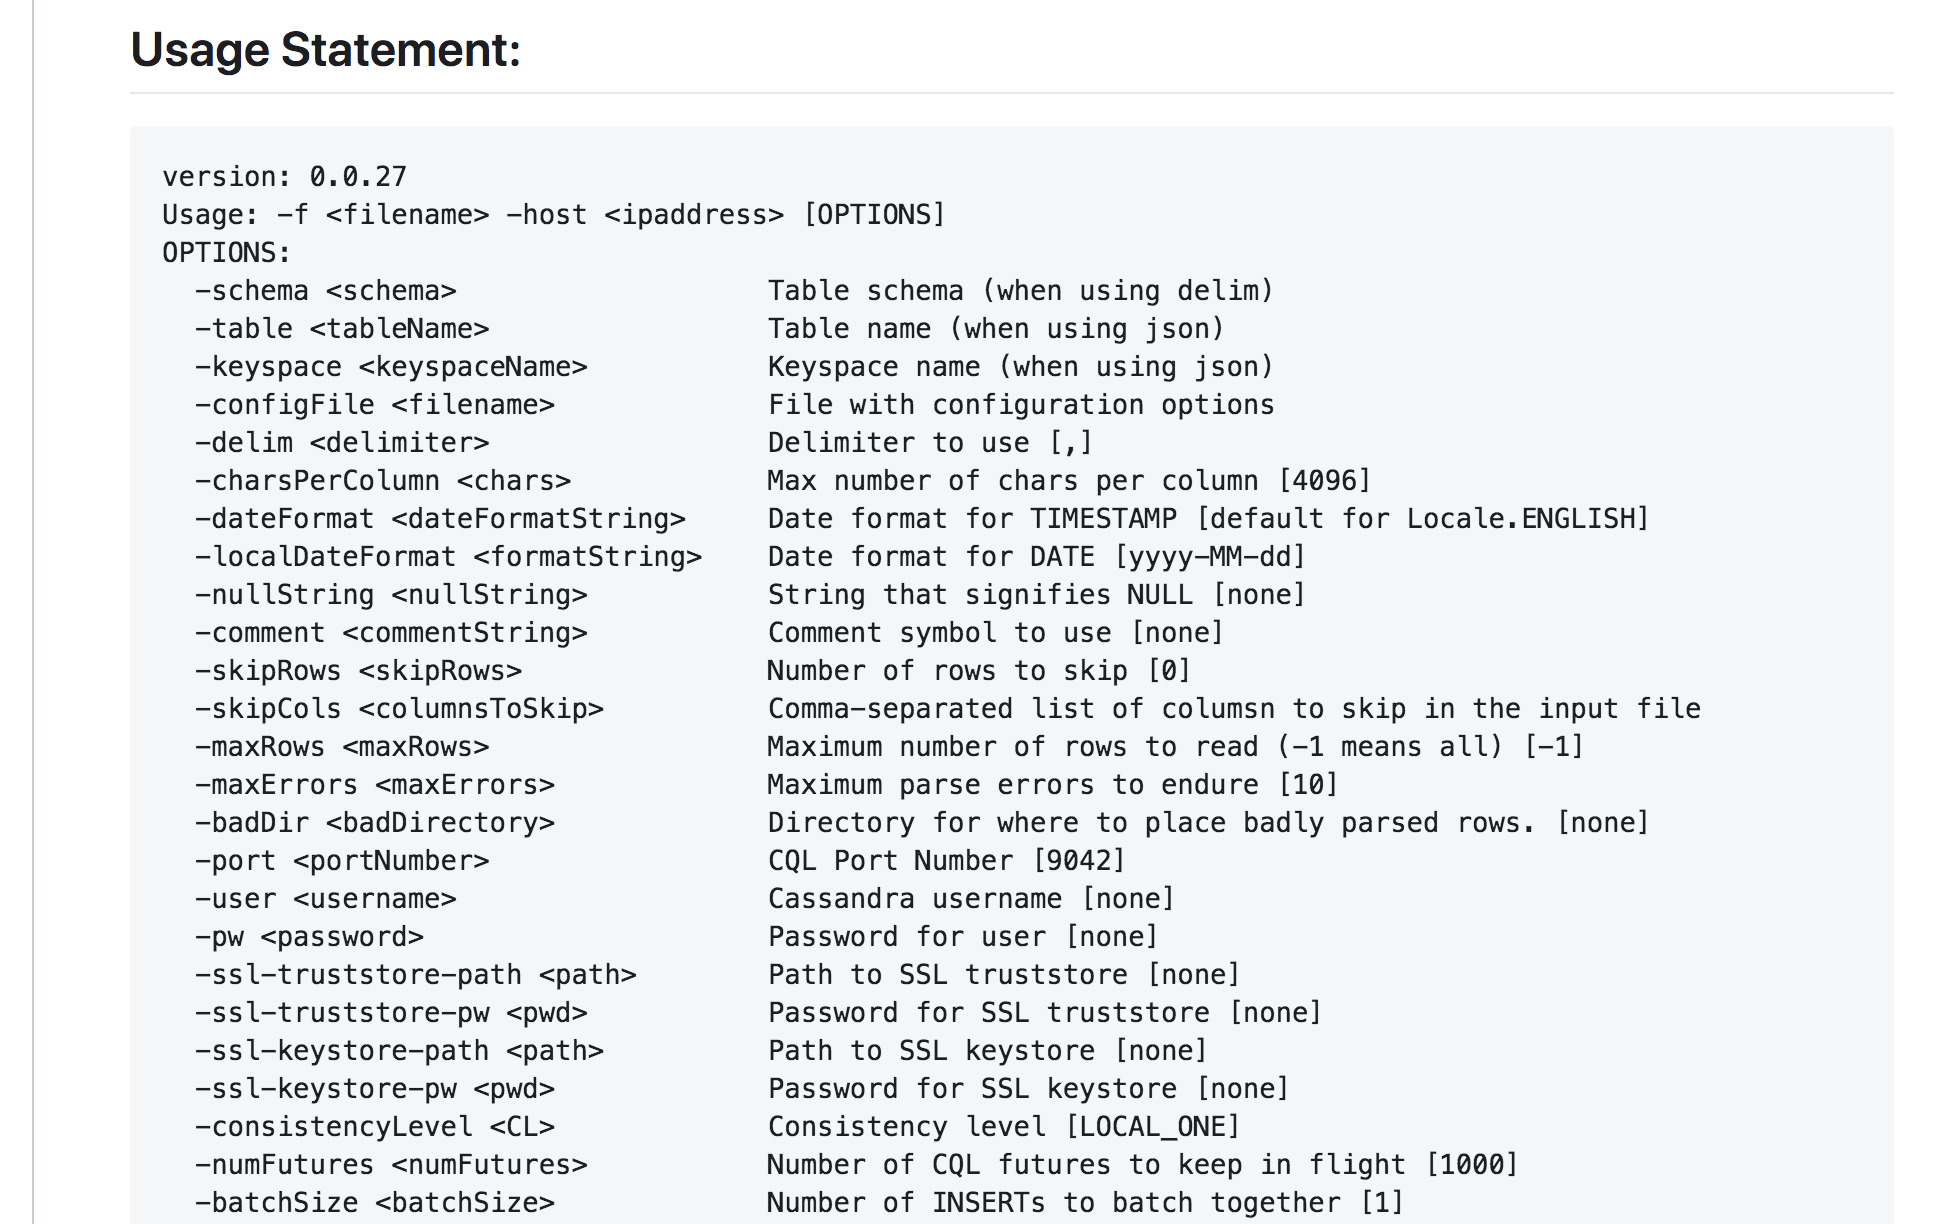 Usage Statement:
version: 0.0.27
Usage: -f <filename> -host <ipaddress> [OPTIONS]
OPTIONS:
  -schema <schema>                   Table schema (when using delim)
  -table <tableName>                 Table name (when using json)
  -keyspace <keyspaceName>           Keyspace name (when using json)
  -configFile <filename>             File with configuration options
  -delim <delimiter>                 Delimiter to use [,]
  -charsPerColumn <chars>            Max number of chars per column [4096]
  -dateFormat <dateFormatString>     Date format for TIMESTAMP [default for Locale.ENGLISH]
  -localDateFormat <formatString>    Date format for DATE [yyyy-MM-dd]
  -nullString <nullString>           String that signifies NULL [none]
  -comment <commentString>           Comment symbol to use [none]
  -skipRows <skipRows>               Number of rows to skip [0]
  -skipCols <columnsToSkip>          Comma-separated list of columsn to skip in the input file
  -maxRows <maxRows>                 Maximum number of rows to read (-1 means all) [-1]
  -maxErrors <maxErrors>             Maximum parse errors to endure [10]
  -badDir <badDirectory>             Directory for where to place badly parsed rows. [none]
  -port <portNumber>                 CQL Port Number [9042]
  -user <username>                   Cassandra username [none]
  -pw <password>                     Password for user [none]
  -ssl-truststore-path <path>        Path to SSL truststore [none]
  -ssl-truststore-pw <pwd>           Password for SSL truststore [none]
  -ssl-keystore-path <path>          Path to SSL keystore [none]
  -ssl-keystore-pw <pwd>             Password for SSL keystore [none]
  -consistencyLevel <CL>             Consistency level [LOCAL_ONE]
  -numFutures <numFutures>           Number of CQL futures to keep in flight [1000]
  -batchSize <batchSize>             Number of INSERTs to batch together [1]